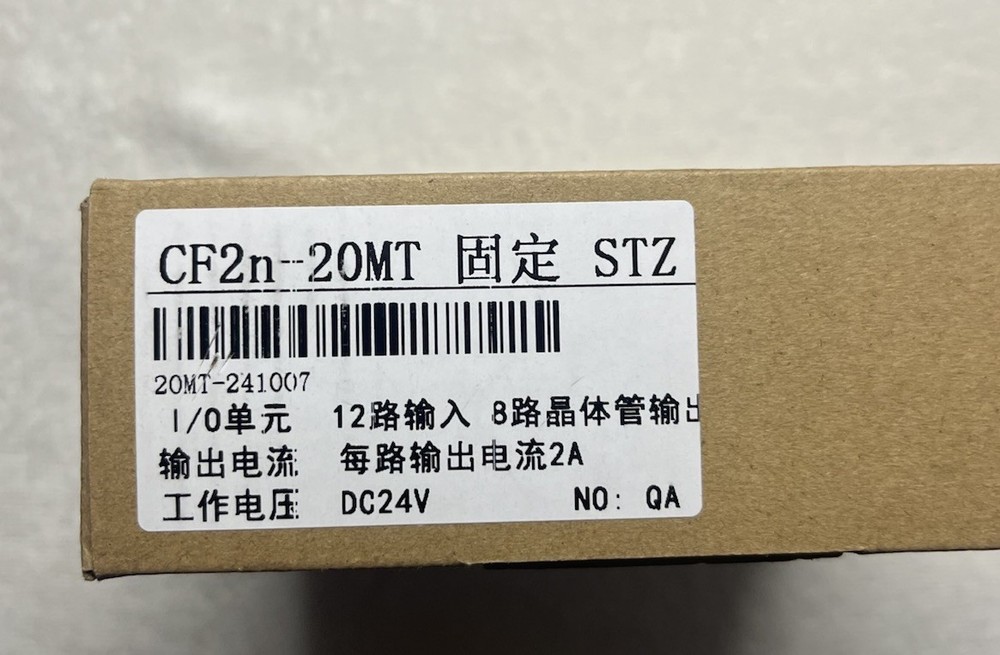 CF2n-20MT 固定 STZ
20MT-241007
I/O单元 12路输入 8路晶体管输出
输出电流 每路输出电流2A
工作电压 DC24V NO: QA